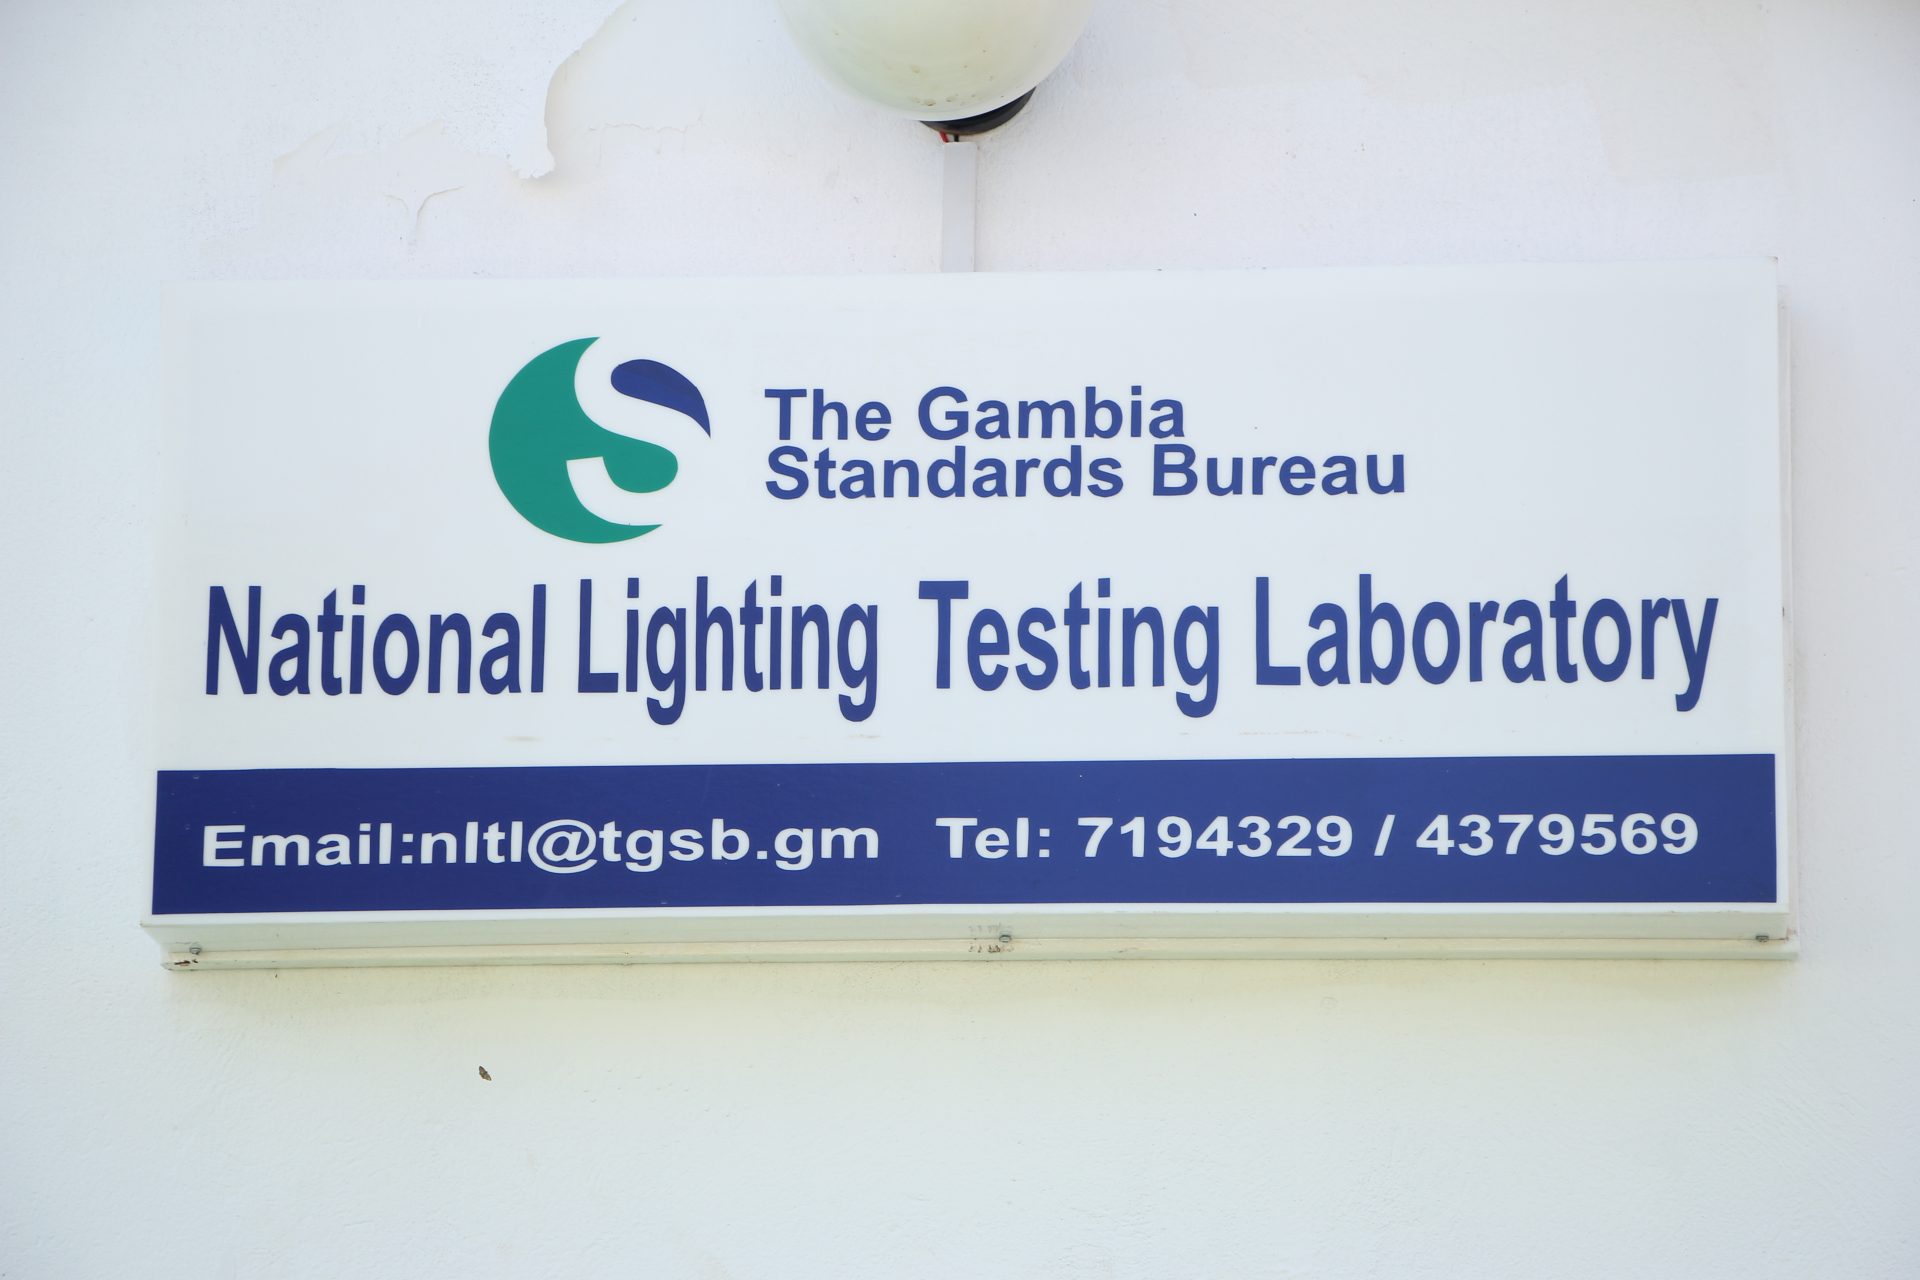 The Gambia
Standards Bureau
National Lighting Testing Laboratory
Email:nltl@tgsb.gm Tel: 7194329 / 4379569